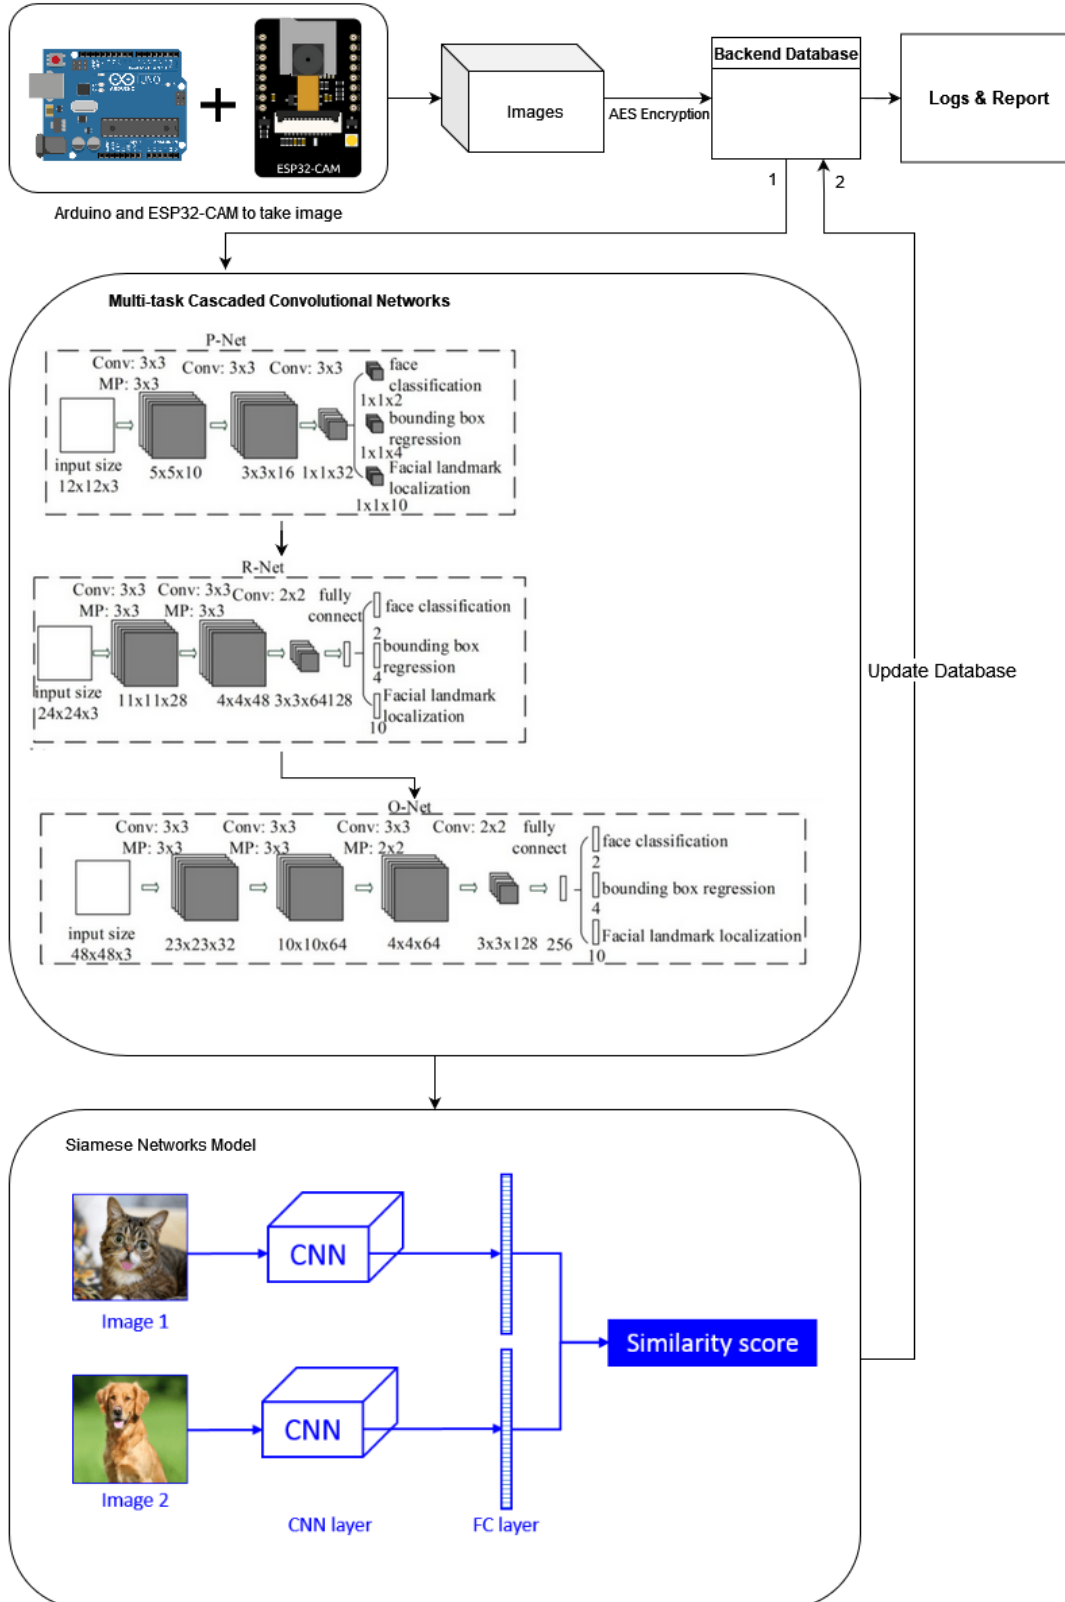 UNO
ARDUINO
ESP32-CAM
Arduino and ESP32-CAM to take image
Images
AES Encryption
Backend Database
Logs & Report
1
2
Multi-task Cascaded Convolutional Networks
P-Net
Conv: 3x3
MP: 3x3
Conv: 3x3
Conv: 3x3
face
classification
1x1x2
bounding box
regression
1x1x4
Facial landmark
localization
1x1x10
input size
12x12x3
5x5x10
3x3x16
1x1x32
R-Net
Conv: 3x3
MP: 3x3
Conv: 3x3
MP: 3x3
Conv: 2x2
fully
connect
face classification
2
bounding box
regression
4
Facial landmark
localization
10
input size
24x24x3
11x11x28
4x4x48
3x3x64
128
Update Database
O-Net
Conv: 3x3
MP: 3x3
Conv: 3x3
MP: 3x3
Conv: 3x3
MP: 2x2
Conv: 2x2
fully
connect
face classification
2
bounding box regression
4
Facial landmark localization
10
input size
48x48x3
23x23x32
10x10x64
4x4x64
3x3x128
256
Siamese Networks Model
CNN
Image 1
Similarity score
CNN
Image 2
CNN layer
FC layer